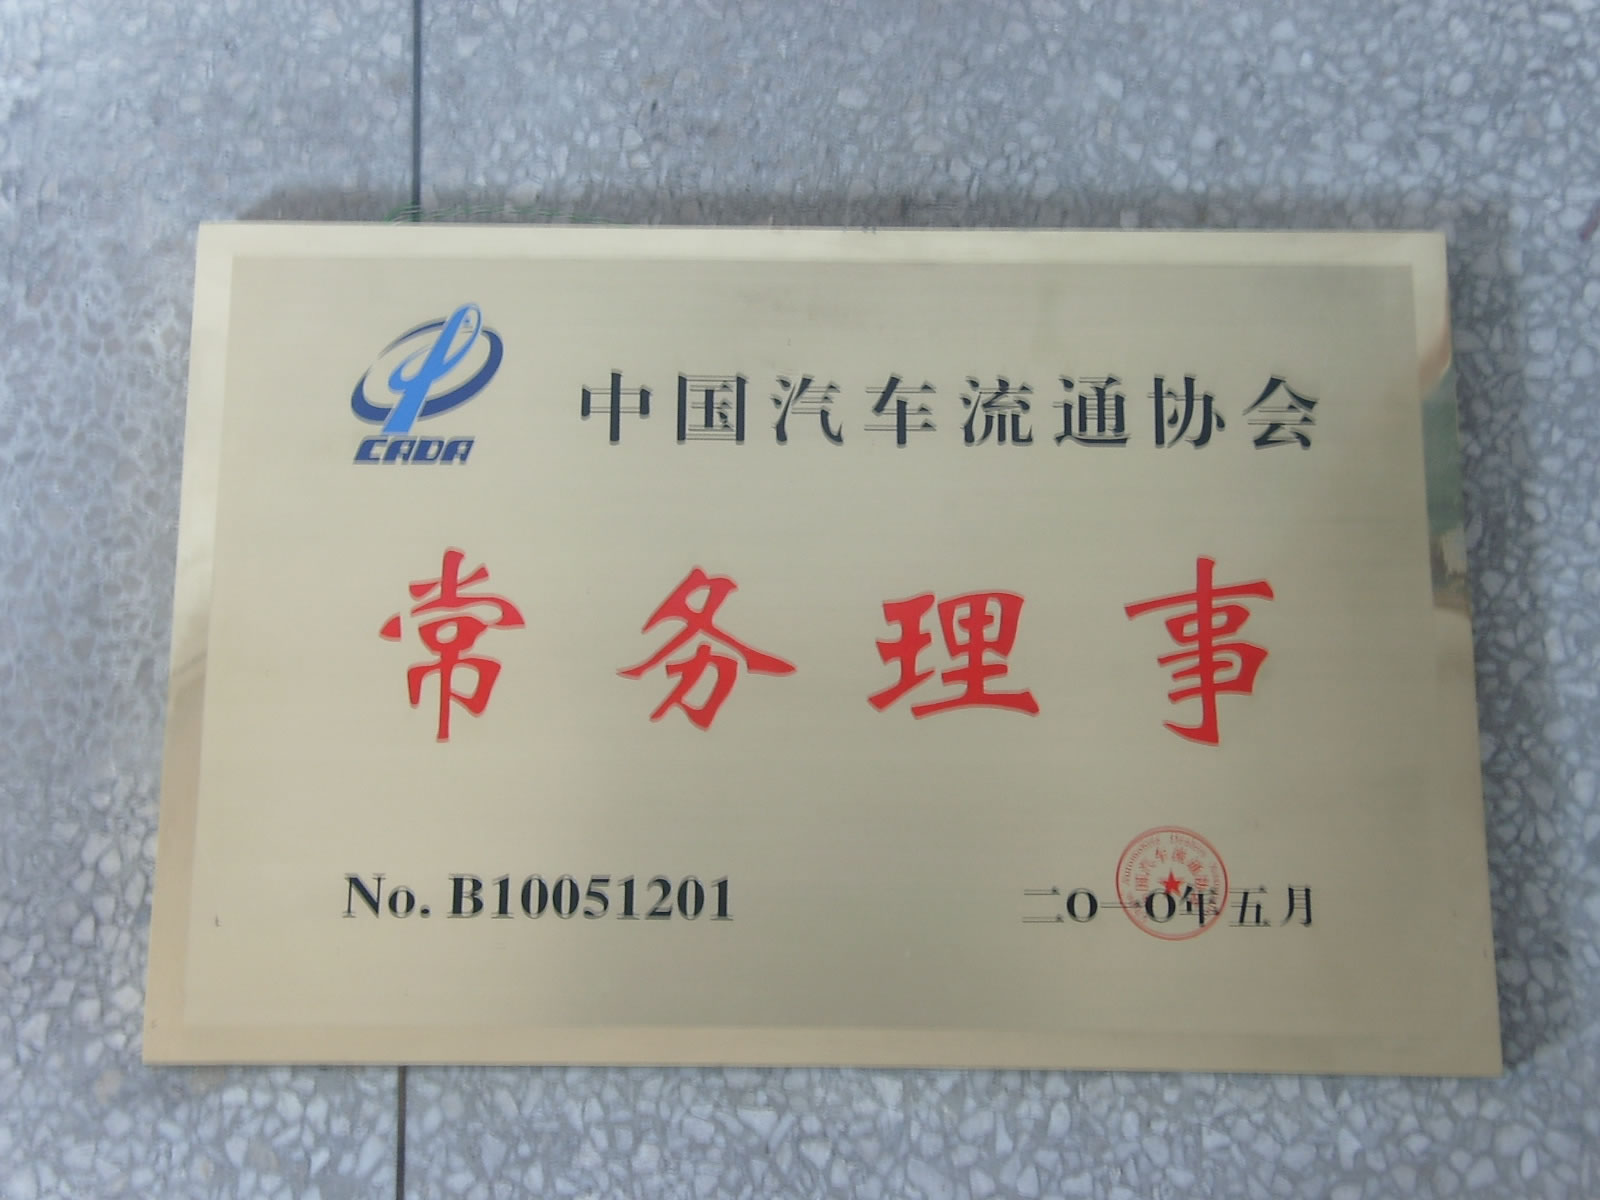 CADA
中国汽车流通协会
常务理事
No. B10051201
二〇一〇年五月